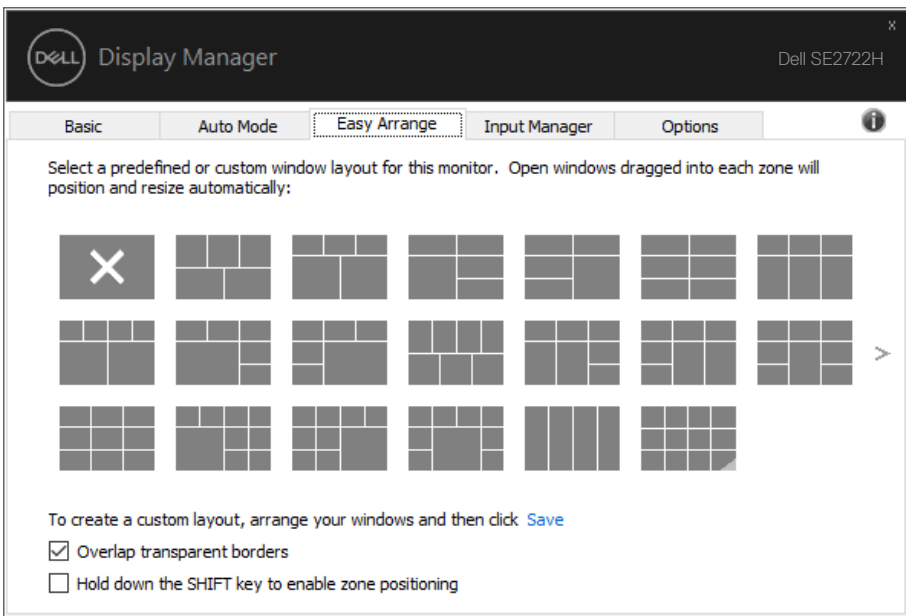 x
DELL Display Manager
Dell SE2722H
Basic Auto Mode Easy Arrange Input Manager Options
Select a predefined or custom window layout for this monitor. Open windows dragged into each zone will
position and resize automatically:
>
To create a custom layout, arrange your windows and then click Save
Overlap transparent borders
Hold down the SHIFT key to enable zone positioning